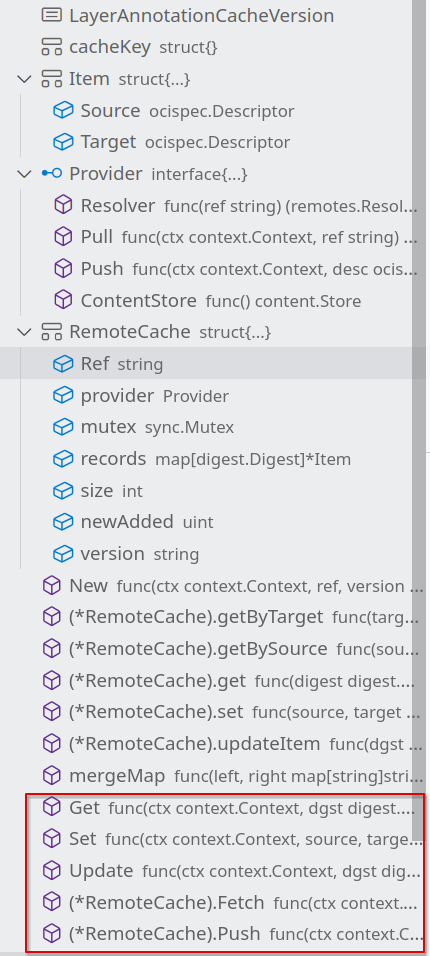 LayerAnnotationCacheVersion
cacheKey struct{}
Item struct{...}
Source ocispec.Descriptor
Target ocispec.Descriptor
Provider interface{...}
Resolver func(ref string) (remotes.Resol...
Pull func(ctx context.Context, ref string) ...
Push func(ctx context.Context, desc ocis...
ContentStore func() content.Store
RemoteCache struct{...}
Ref string
provider Provider
mutex sync.Mutex
records map[digest.Digest]*Item
size int
newAdded uint
version string
New func(ctx context.Context, ref, version ...
(*RemoteCache).getByTarget func(targ...
(*RemoteCache).getBySource func(sou...
(*RemoteCache).get func(digest digest....
(*RemoteCache).set func(source, target ...
(*RemoteCache).updateItem func(dgst ...
mergeMap func(left, right map[string]stri...
Get func(ctx context.Context, dgst digest....
Set func(ctx context.Context, source, targe...
Update func(ctx context.Context, dgst dig...
(*RemoteCache).Fetch func(ctx context....
(*RemoteCache).Push func(ctx context.C...